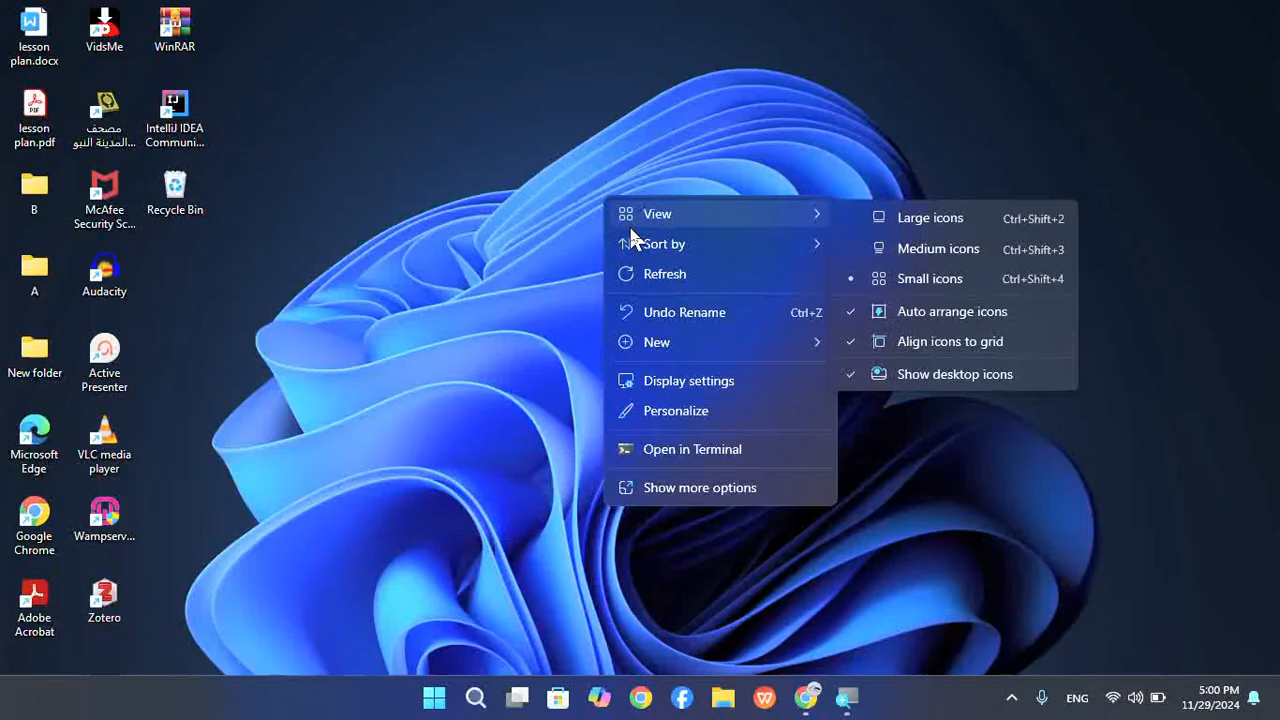 lesson
plan.docx
VidsMe
WinRAR
lesson
plan.pdf
مصحف
المدينة النبو...
IntelliJ IDEA
Communi...
B
McAfee
Security Sc...
Recycle Bin
A
Audacity
New folder
Active
Presenter
Microsoft
Edge
VLC media
player
Google
Chrome
Wampserv...
Adobe
Acrobat
Zotero
View
Sort by
Refresh
Undo Rename Ctrl+Z
New
Display settings
Personalize
Open in Terminal
Show more options
Large icons Ctrl+Shift+2
Medium icons Ctrl+Shift+3
Small icons Ctrl+Shift+4
Auto arrange icons
Align icons to grid
Show desktop icons
ENG
5:00 PM
11/29/2024